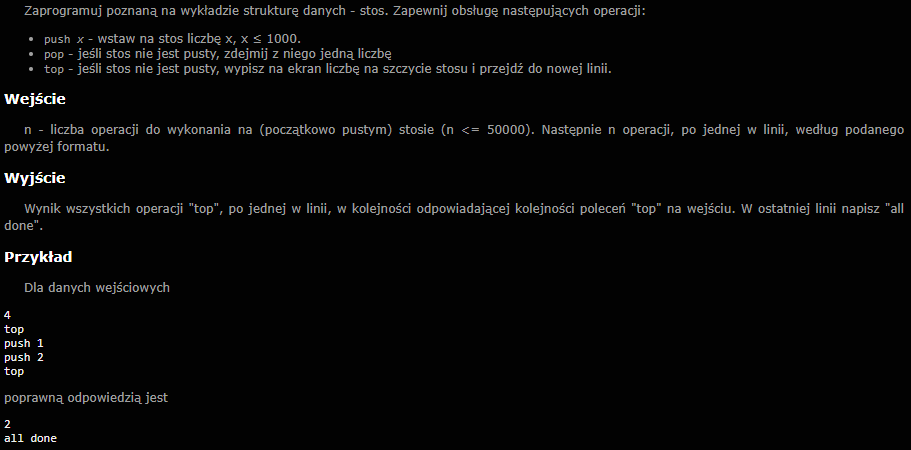 Zaprogramuj poznaną na wykładzie strukturę danych - stos. Zapewnij obsługę następujących operacji:
• push x - wstaw na stos liczbę x, x ≤ 1000.
• pop - jeśli stos nie jest pusty, zdejmij z niego jedną liczbę
• top - jeśli stos nie jest pusty, wypisz na ekran liczbę na szczycie stosu i przejdź do nowej linii.
Wejście
n - liczba operacji do wykonania na (początkowo pustym) stosie (n <= 50000). Następnie n operacji, po jednej w linii, według podanego
powyżej formatu.
Wyjście
Wynik wszystkich operacji "top", po jednej w linii, w kolejności odpowiadającej kolejności poleceń "top" na wejściu. W ostatniej linii napisz "all
done".
Przykład
Dla danych wejściowych
4
top
push 1
push 2
top
poprawną odpowiedzią jest
2
all done